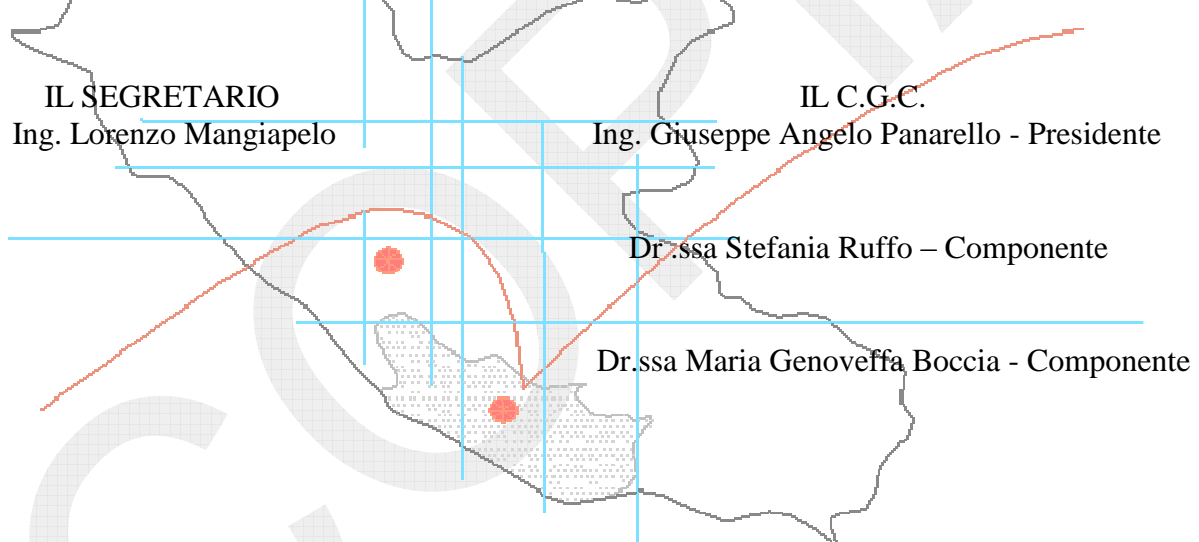 IL SEGRETARIO
Ing. Lorenzo Mangiapelo
IL C.G.C.
Ing. Giuseppe Angelo Panarello - Presidente
Dr .ssa Stefania Ruffo – Componente
Dr.ssa Maria Genoveffa Boccia - Componente
COPIA